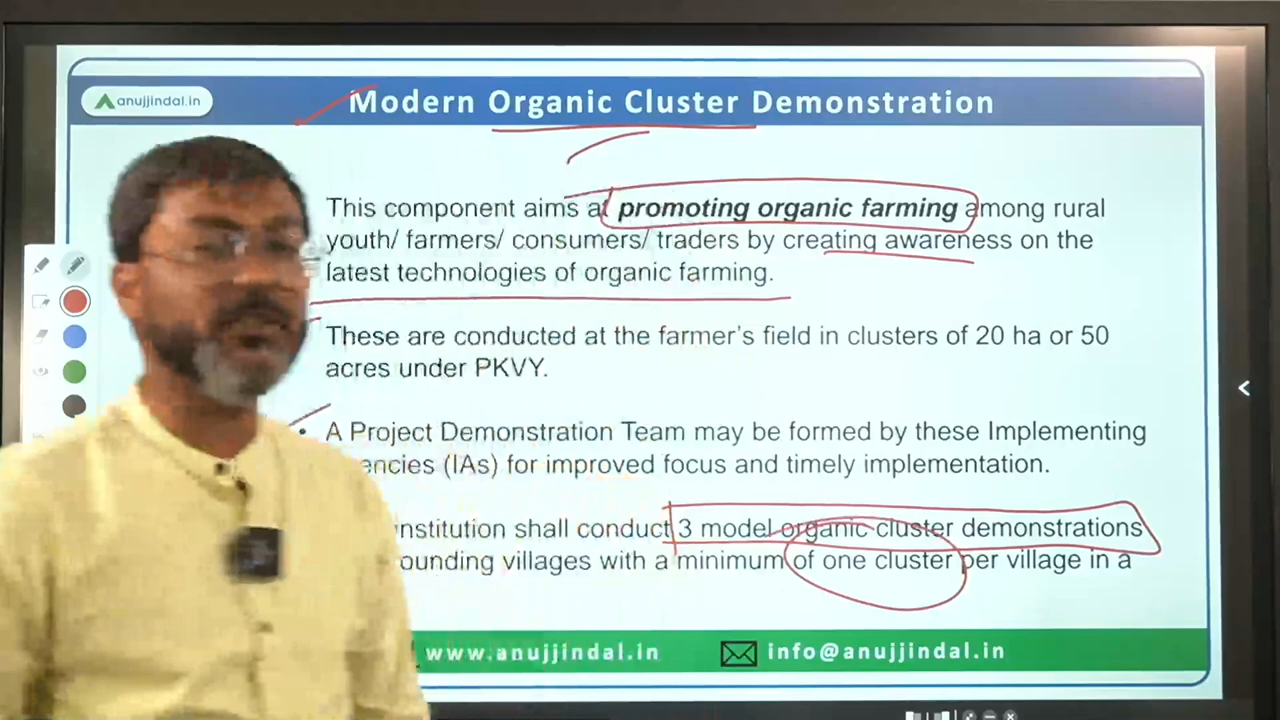 anujjindal.in
Modern Organic Cluster Demonstration
This component aims at promoting organic farming among rural
youth/ farmers/ consumers/ traders by creating awareness on the
latest technologies of organic farming.
These are conducted at the farmer's field in clusters of 20 ha or 50
acres under PKVY.
• A Project Demonstration Team may be formed by these Implementing
encies (IAs) for improved focus and timely implementation.
institution shall conduct 3 model organic cluster demonstrations
ounding villages with a minimum of one cluster per village in a
www.anujjindal.in
info@anujjindal.in